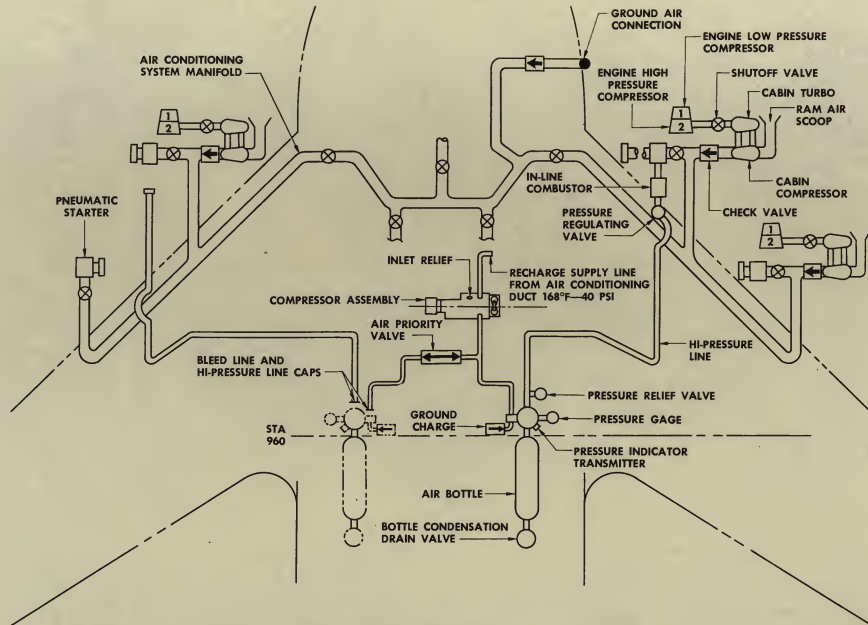 GROUND AIR
CONNECTION
ENGINE LOW PRESSURE
COMPRESSOR
AIR CONDITIONING
SYSTEM MANIFOLD
ENGINE HIGH
PRESSURE
COMPRESSOR
SHUTOFF VALVE
CABIN TURBO
RAM AIR
SCOOP
1
2
1
2
PNEUMATIC
STARTER
IN-LINE
COMBUSTOR
CABIN
COMPRESSOR
PRESSURE
REGULATING
VALVE
CHECK VALVE
1
2
INLET RELIEF
RECHARGE SUPPLY LINE
FROM AIR CONDITIONING
DUCT 168°F—40 PSI
COMPRESSOR ASSEMBLY
AIR PRIORITY
VALVE
HI-PRESSURE
LINE
BLEED LINE AND
HI-PRESSURE LINE CAPS
PRESSURE RELIEF VALVE
GROUND
CHARGE
PRESSURE GAGE
STA
960
PRESSURE INDICATOR
TRANSMITTER
AIR BOTTLE
BOTTLE CONDENSATION
DRAIN VALVE